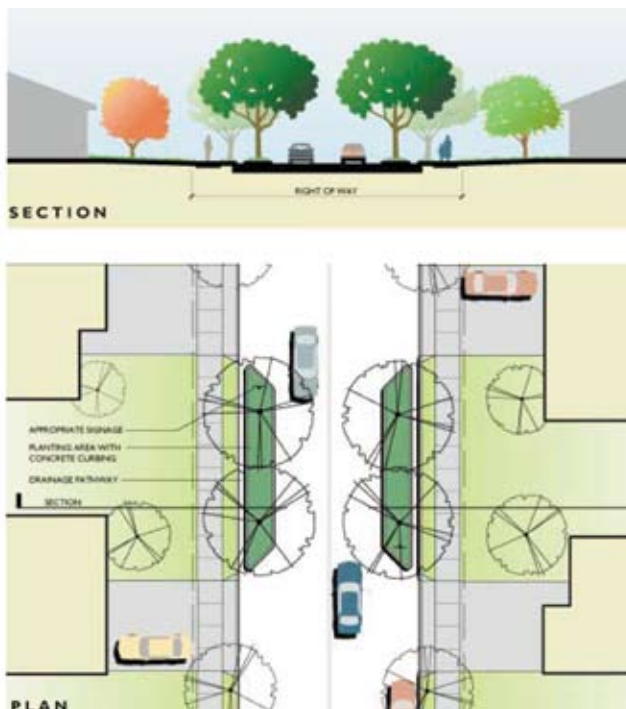 RIGHT OF WAY
SECTION
APPROPRIATE SIGNAGE
PLANTING AREA WITH
CONCRETE CURBING
DRAINAGE PATHWAY
SECTION
PLAN